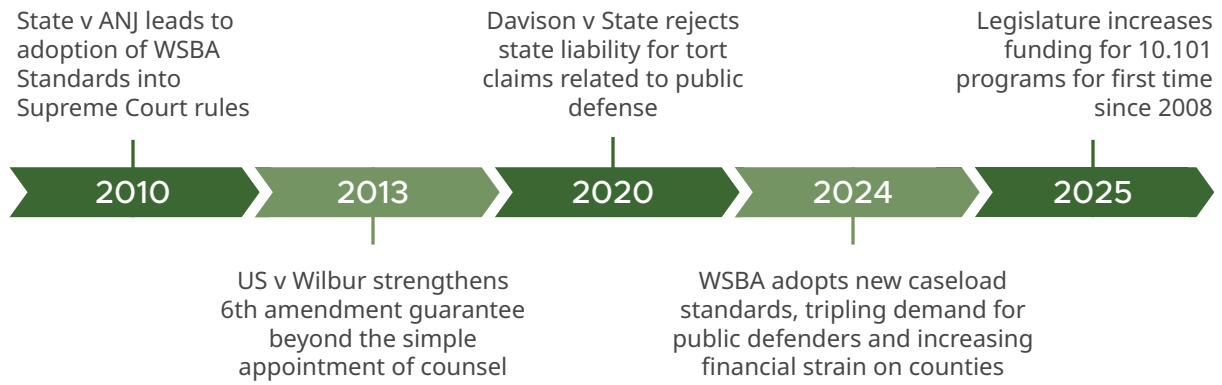 State v ANJ leads to
adoption of WSBA
Standards into
Supreme Court rules
Davison v State rejects
state liability for tort
claims related to public
defense
Legislature increases
funding for 10.101
programs for first time
since 2008
2010
2013
2020
2024
2025
US v Wilbur strengthens
6th amendment guarantee
beyond the simple
appointment of counsel
WSBA adopts new caseload
standards, tripling demand for
public defenders and increasing
financial strain on counties